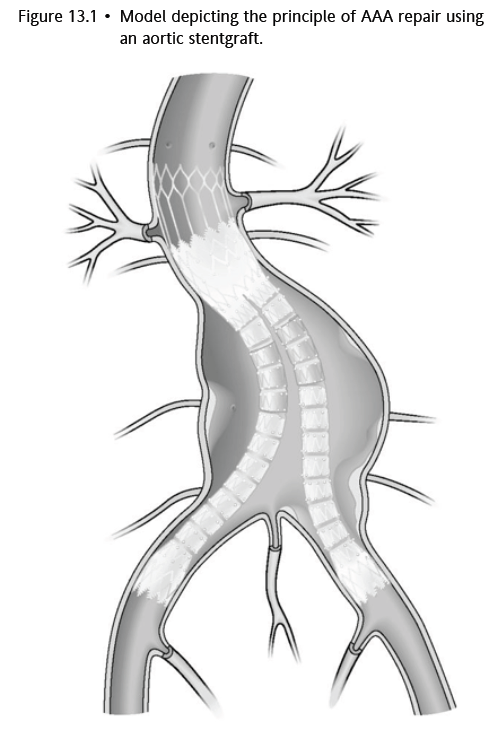 Figure 13.1 • Model depicting the principle of AAA repair using
an aortic stentgraft.